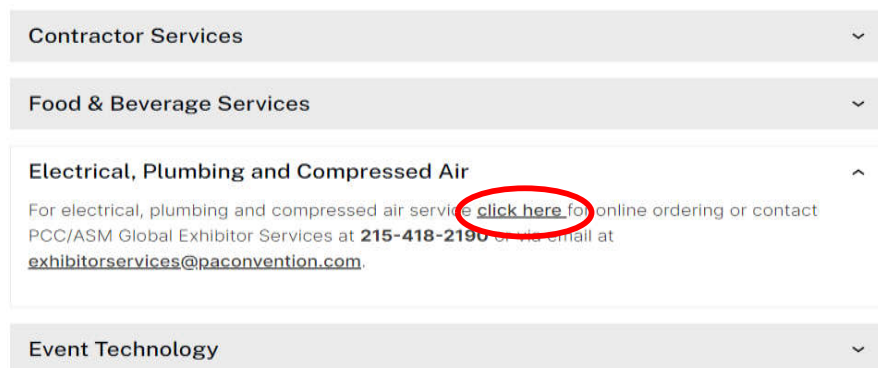 Contractor Services
Food & Beverage Services
Electrical, Plumbing and Compressed Air
For electrical, plumbing and compressed air service click here for online ordering or contact
PCC/ASM Global Exhibitor Services at 215-418-2190 or via email at
exhibitorservices@paconvention.com.
Event Technology